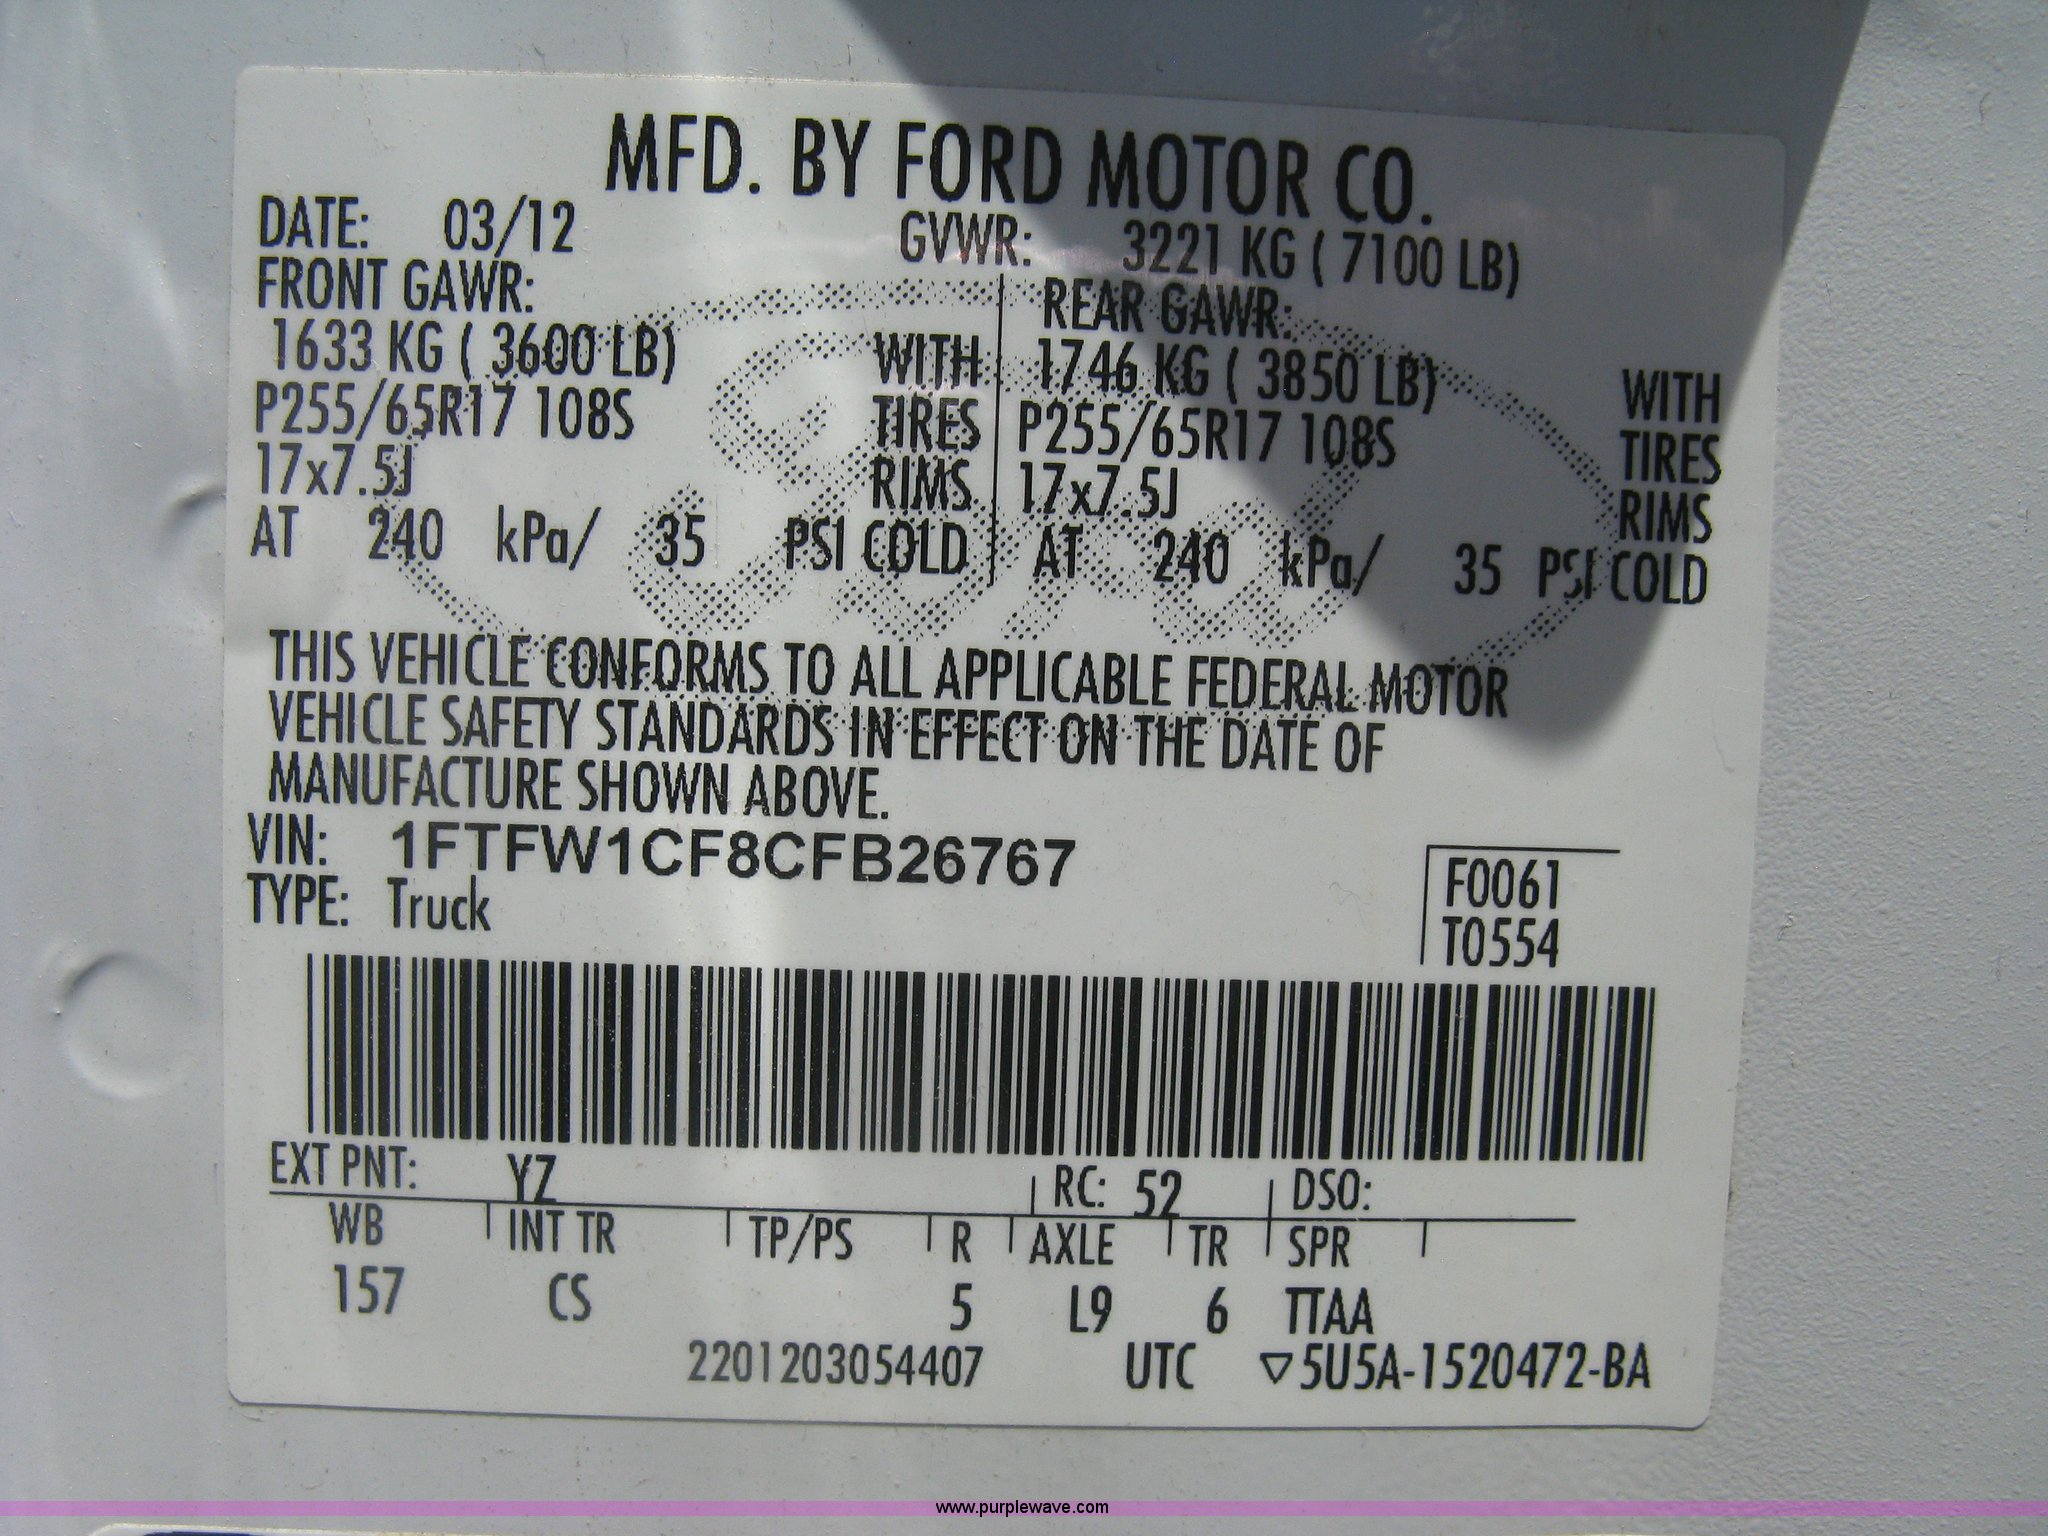 MFD. BY FORD MOTOR CO.
DATE: 03/12 GVWR: 3221 KG ( 7100 LB)
FRONT GAWR: REAR GAWR:
1633 KG ( 3600 LB) WITH 1746 KG ( 3850 LB) WITH
P255/65R17 108S TIRES P255/65R17 108S TIRES
17x7.5J RIMS 17x7.5J RIMS
AT 240 kPa/ 35 PSI COLD AT 240 kPa/ 35 PSI COLD
THIS VEHICLE CONFORMS TO ALL APPLICABLE FEDERAL MOTOR
VEHICLE SAFETY STANDARDS IN EFFECT ON THE DATE OF
MANUFACTURE SHOWN ABOVE.
VIN: 1FTFW1CF8CFB26767
TYPE: Truck
F0061
T0554
EXT PNT: YZ RC: 52 DSO:
WB INT TR TP/PS R AXLE TR SPR
157 CS 5 L9 6 TTAA
2201203054407 UTC ▽5U5A-1520472-BA
Ford
www.purplewave.com